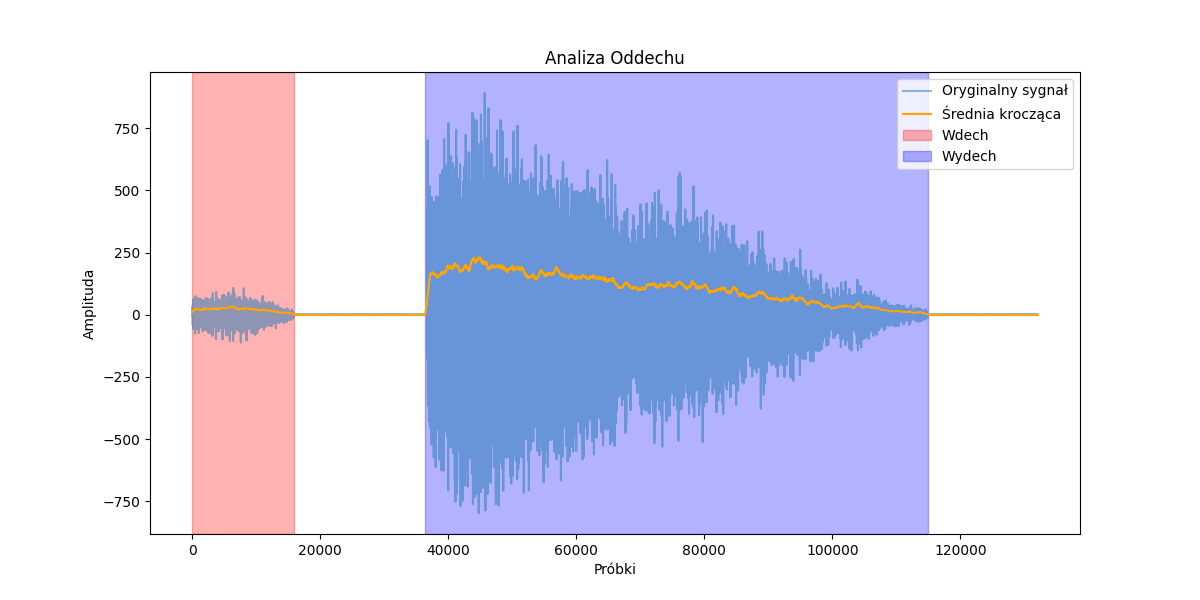 Analiza Oddechu
Oryginalny sygnał
Średnia krocząca
Wdech
Wydech
Amplituda
750
500
250
0
−250
−500
−750
0 20000 40000 60000 80000 100000 120000
Próbki